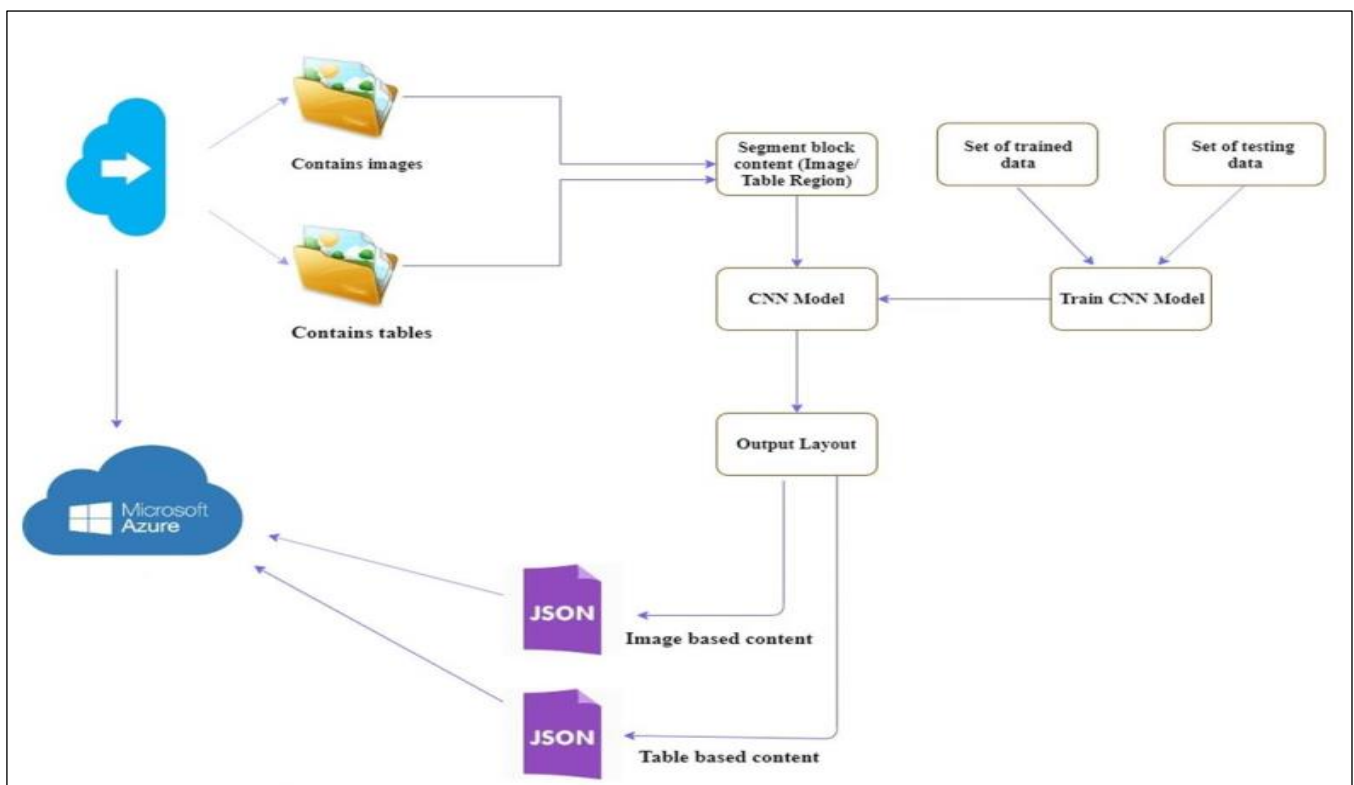 Contains images
Contains tables
Segment block
content (Image/
Table Region)
Set of trained
data
Set of testing
data
CNN Model
Train CNN Model
Output Layout
Microsoft
Azure
JSON
Image based content
JSON
Table based content